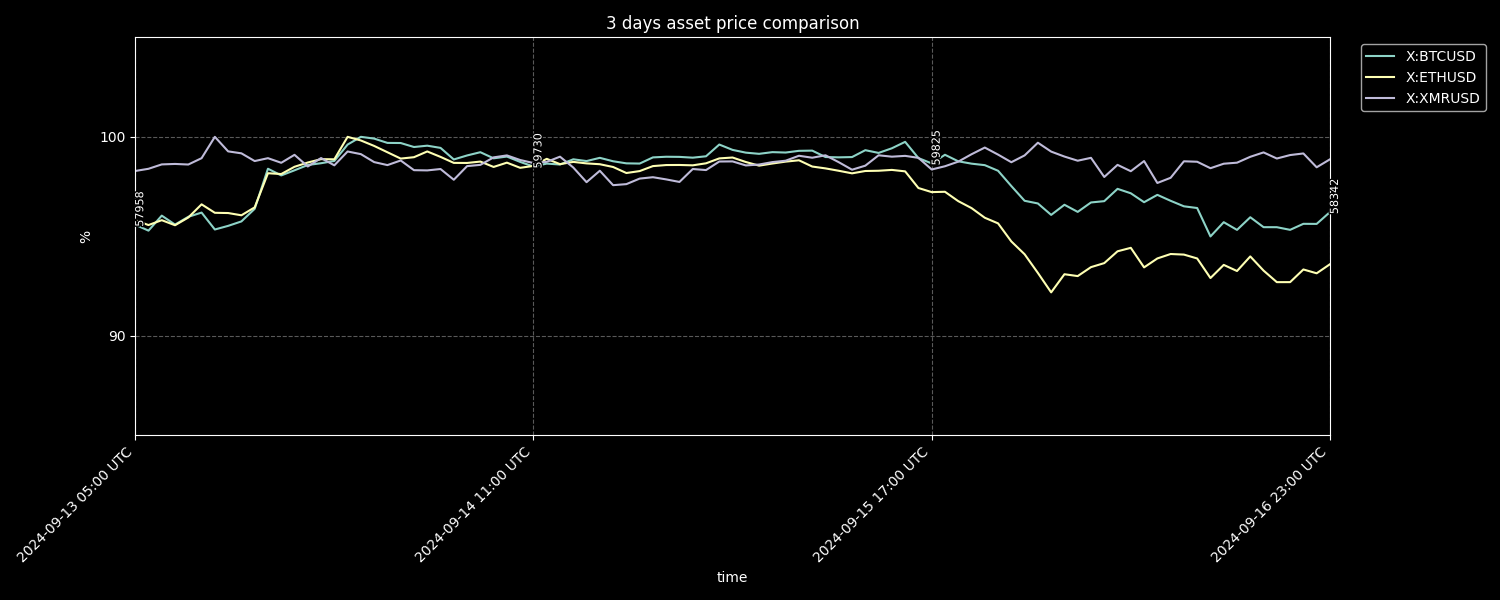 3 days asset price comparison
X:BTCUSD
X:ETHUSD
X:XMRUSD
100
90
%
57958
59730
59825
58342
2024-09-13 05:00 UTC
2024-09-14 11:00 UTC
2024-09-15 17:00 UTC
2024-09-16 23:00 UTC
time